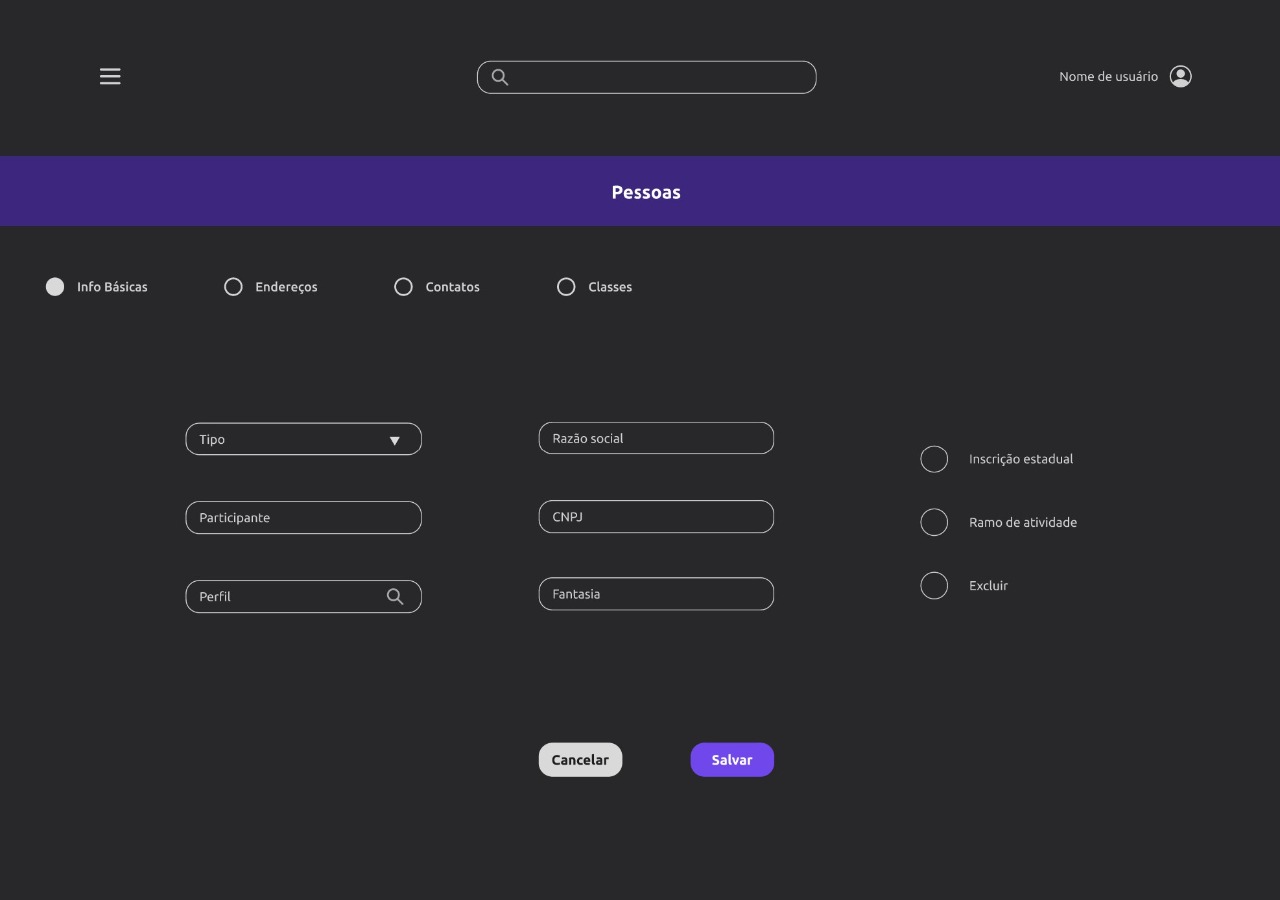 Nome de usuário
Pessoas
Info Básicas
Endereços
Contatos
Classes
Tipo
Razão social
Inscrição estadual
Participante
CNPJ
Ramo de atividade
Perfil
Fantasia
Excluir
Cancelar
Salvar